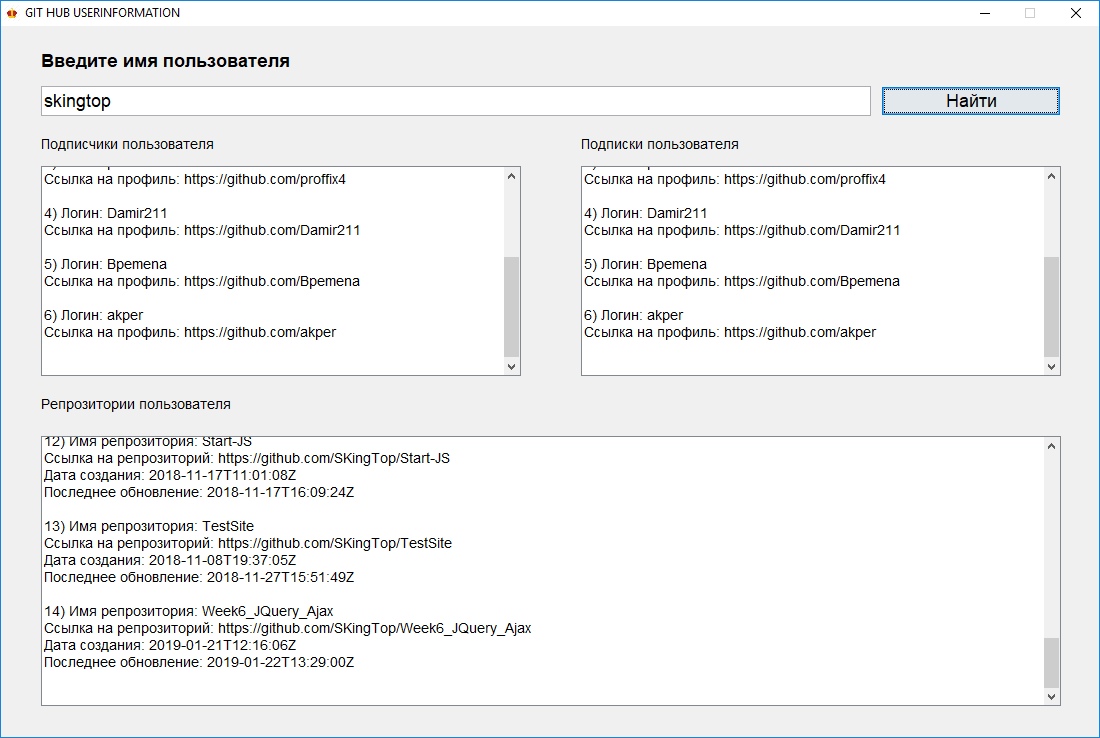 GIT HUB USERINFORMATION
Введите имя пользователя
skingtop
Найти
Подписчики пользователя
Ссылка на профиль: https://github.com/proffix4
4) Логин: Damir211
Ссылка на профиль: https://github.com/Damir211
5) Логин: Bpemena
Ссылка на профиль: https://github.com/Bpemena
6) Логин: akper
Ссылка на профиль: https://github.com/akper
Подписки пользователя
Ссылка на профиль: https://github.com/proffix4
4) Логин: Damir211
Ссылка на профиль: https://github.com/Damir211
5) Логин: Bpemena
Ссылка на профиль: https://github.com/Bpemena
6) Логин: akper
Ссылка на профиль: https://github.com/akper
Репрозитории пользователя
12) Имя репрозитория: Start-JS
Ссылка на репрозиторий: https://github.com/SKingTop/Start-JS
Дата создания: 2018-11-17T11:01:08Z
Последнее обновление: 2018-11-17T16:09:24Z
13) Имя репрозитория: TestSite
Ссылка на репрозиторий: https://github.com/SKingTop/TestSite
Дата создания: 2018-11-08T19:37:05Z
Последнее обновление: 2018-11-27T15:51:49Z
14) Имя репрозитория: Week6_JQuery_Ajax
Ссылка на репрозиторий: https://github.com/SKingTop/Week6_JQuery_Ajax
Дата создания: 2019-01-21T12:16:06Z
Последнее обновление: 2019-01-22T13:29:00Z